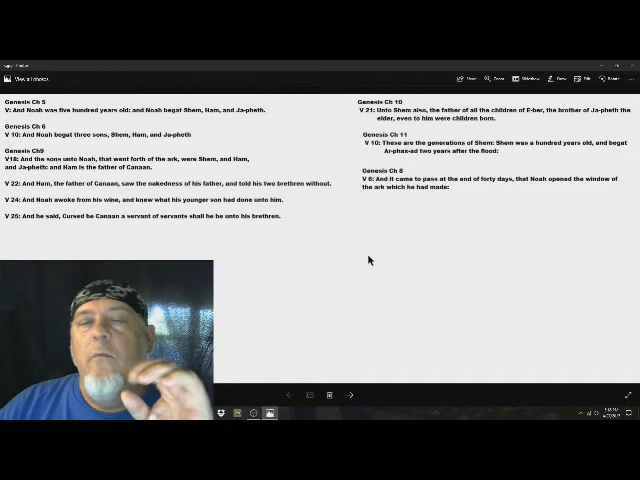 View all photos
Share
Zoom
Slideshow
Draw
Edit
Rotate
Genesis Ch 5
V: And Noah was five hundred years old: and Noah begat Shem, Ham, and Ja-pheth.
Genesis Ch 6
V 10: And Noah begat three sons, Shem, Ham, and Ja-pheth
Genesis Ch9
V18: And the sons unto Noah, that went forth of the ark, were Shem, and Ham,
and Ja-pheth: and Ham is the father of Canaan.
V 22: And Ham, the father of Canaan, saw the nakedness of his father, and told his two brethren without.
V 24: And Noah awoke from his wine, and knew what his younger son had done unto him.
V 25: And he said, Cursed be Canaan a servant of servants shall he be unto his brethren.
Genesis Ch 10
V 21: Unto Shem also, the father of all the children of E-ber, the brother of Ja-pheth the
elder, even to him were children born.
Genesis Ch 11
V 10: These are the generations of Shem: Shem was a hundred years old, and begat
Ar-phax-ad two years after the flood:
Genesis Ch 8
V 6: And it came to pass at the end of forty days, that Noah opened the window of
the ark which he had made: